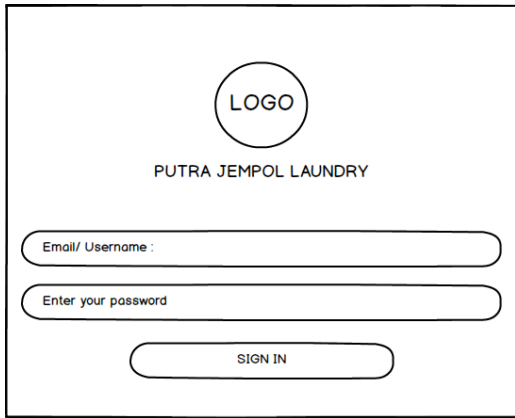 LOGO
PUTRA JEMPOL LAUNDRY
Email/ Username :
Enter your password
SIGN IN